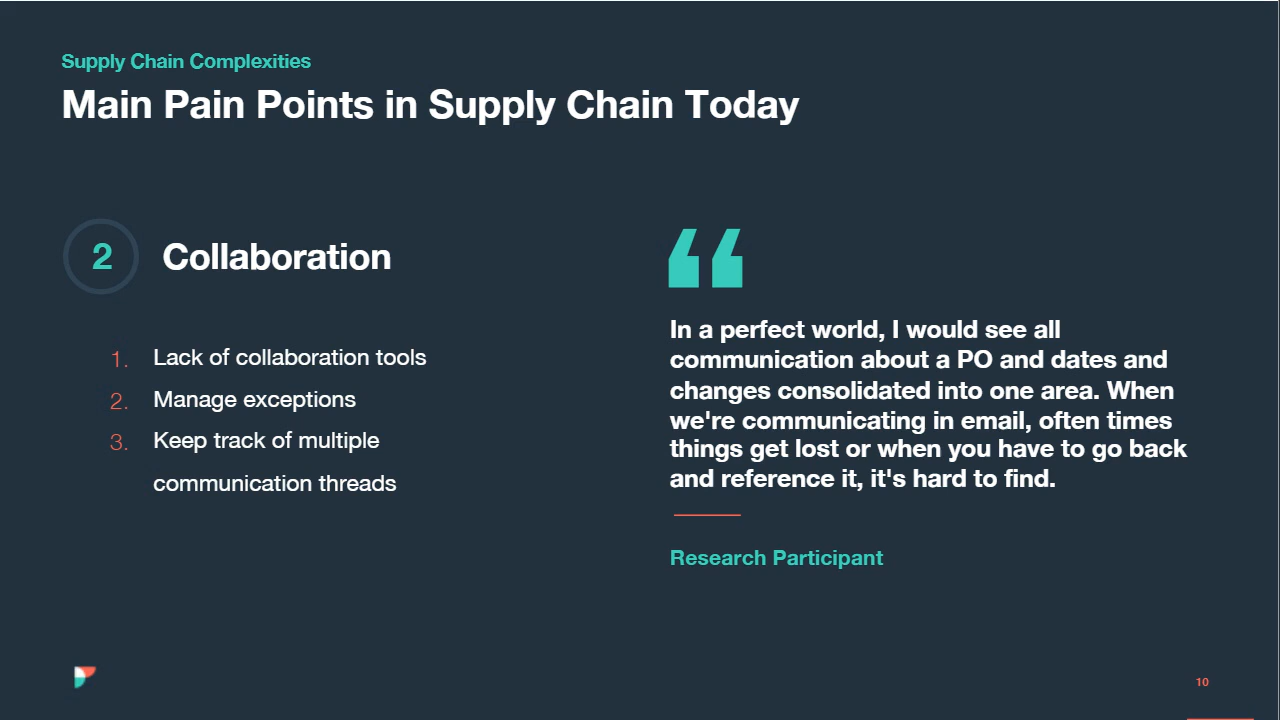 Supply Chain Complexities
Main Pain Points in Supply Chain Today
2 Collaboration
1. Lack of collaboration tools
2. Manage exceptions
3. Keep track of multiple
communication threads
“
In a perfect world, I would see all
communication about a PO and dates and
changes consolidated into one area. When
we're communicating in email, often times
things get lost or when you have to go back
and reference it, it's hard to find.
Research Participant
10